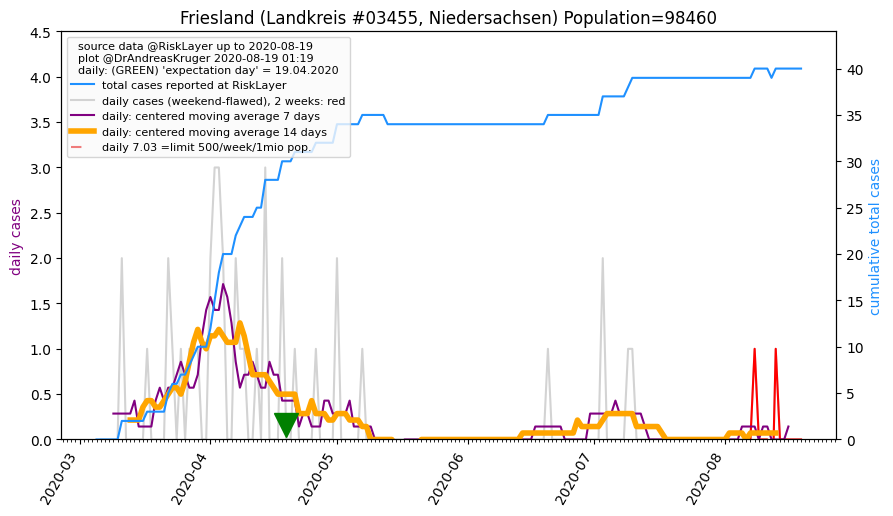 Friesland (Landkreis #03455, Niedersachsen) Population=98460
source data @RiskLayer up to 2020-08-19
plot @DrAndreasKruger 2020-08-19 01:19
daily: (GREEN) 'expectation day' = 19.04.2020
total cases reported at RiskLayer
daily cases (weekend-flawed), 2 weeks: red
daily: centered moving average 7 days
daily: centered moving average 14 days
daily 7.03 =limit 500/week/1mio pop.
daily cases
4.5
4.0
3.5
3.0
2.5
2.0
1.5
1.0
0.5
0.0
cumulative total cases
40
35
30
25
20
15
10
5
0
2020-03
2020-04
2020-05
2020-06
2020-07
2020-08